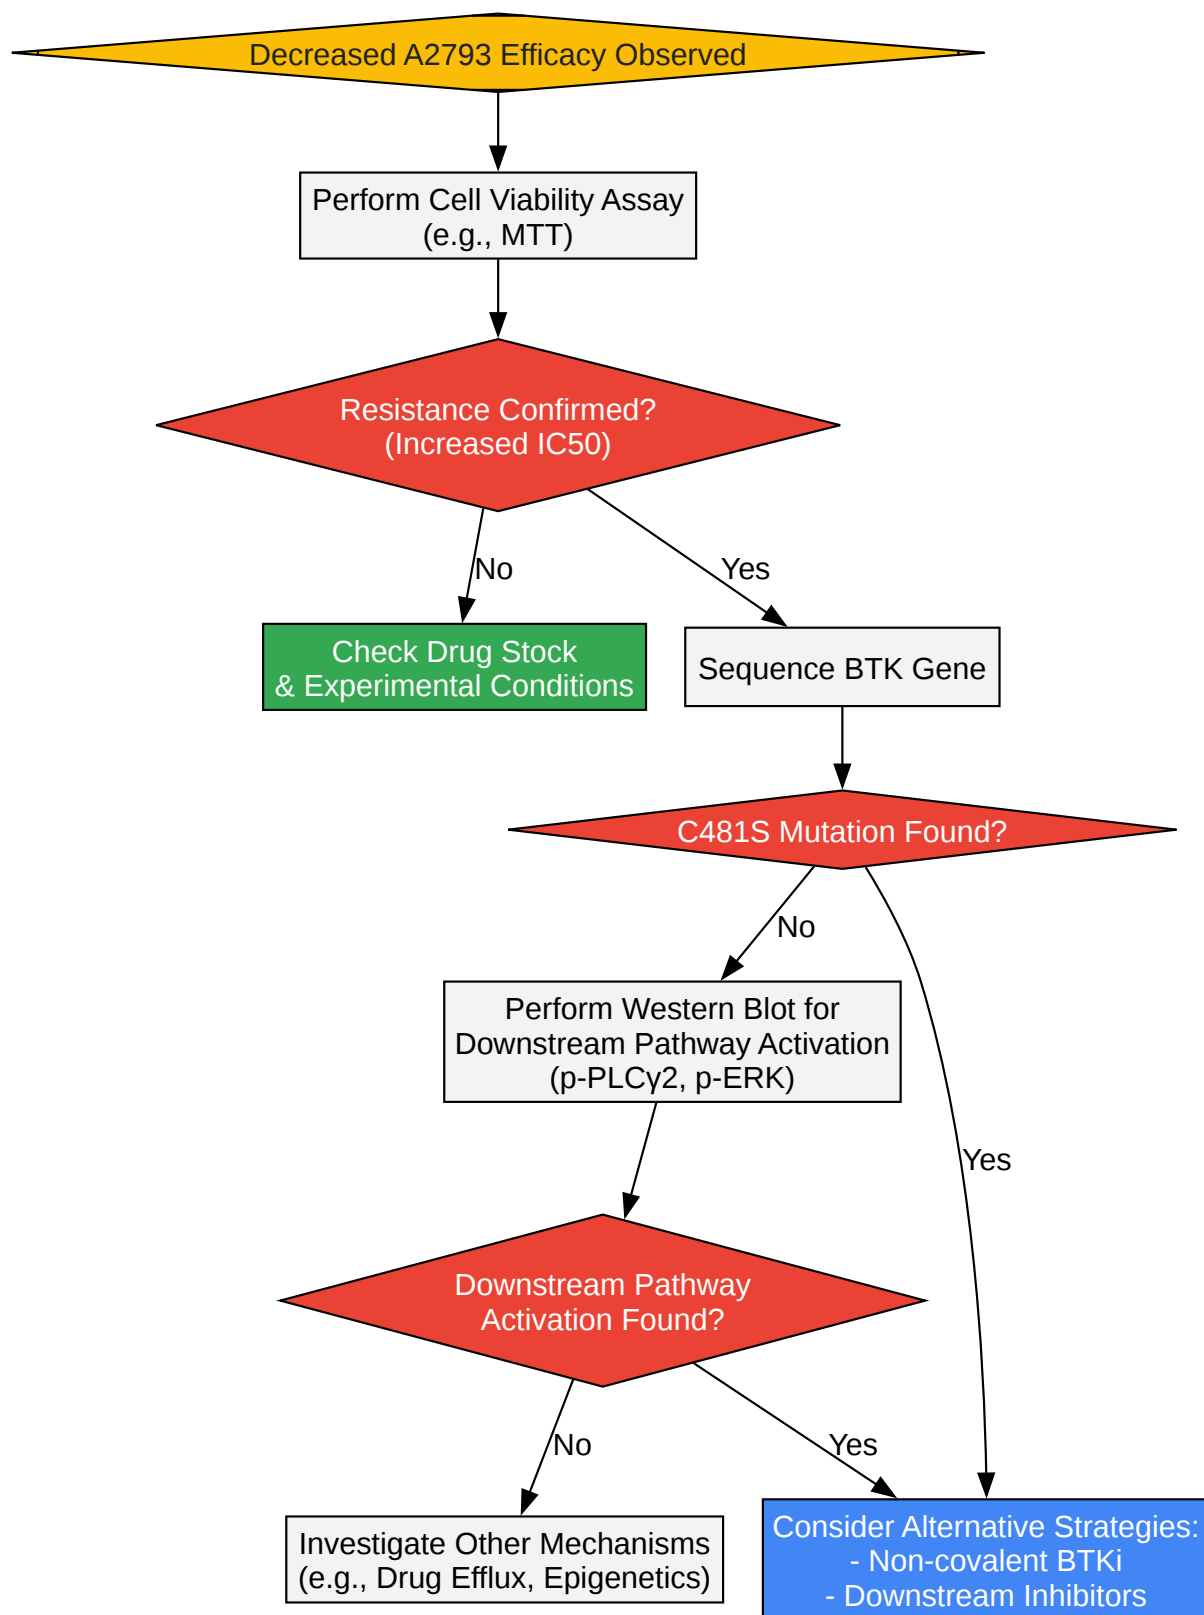 Decreased A2793 Efficacy Observed
Perform Cell Viability Assay
(e.g., MTT)
Resistance Confirmed?
(Increased IC50)
No
Yes
Check Drug Stock
& Experimental Conditions
Sequence BTK Gene
C481S Mutation Found?
No
Perform Western Blot for
Downstream Pathway Activation
(p-PLCγ2, p-ERK)
Yes
Downstream Pathway
Activation Found?
No
Yes
Investigate Other Mechanisms
(e.g., Drug Efflux, Epigenetics)
Consider Alternative Strategies:
- Non-covalent BTKi
- Downstream Inhibitors